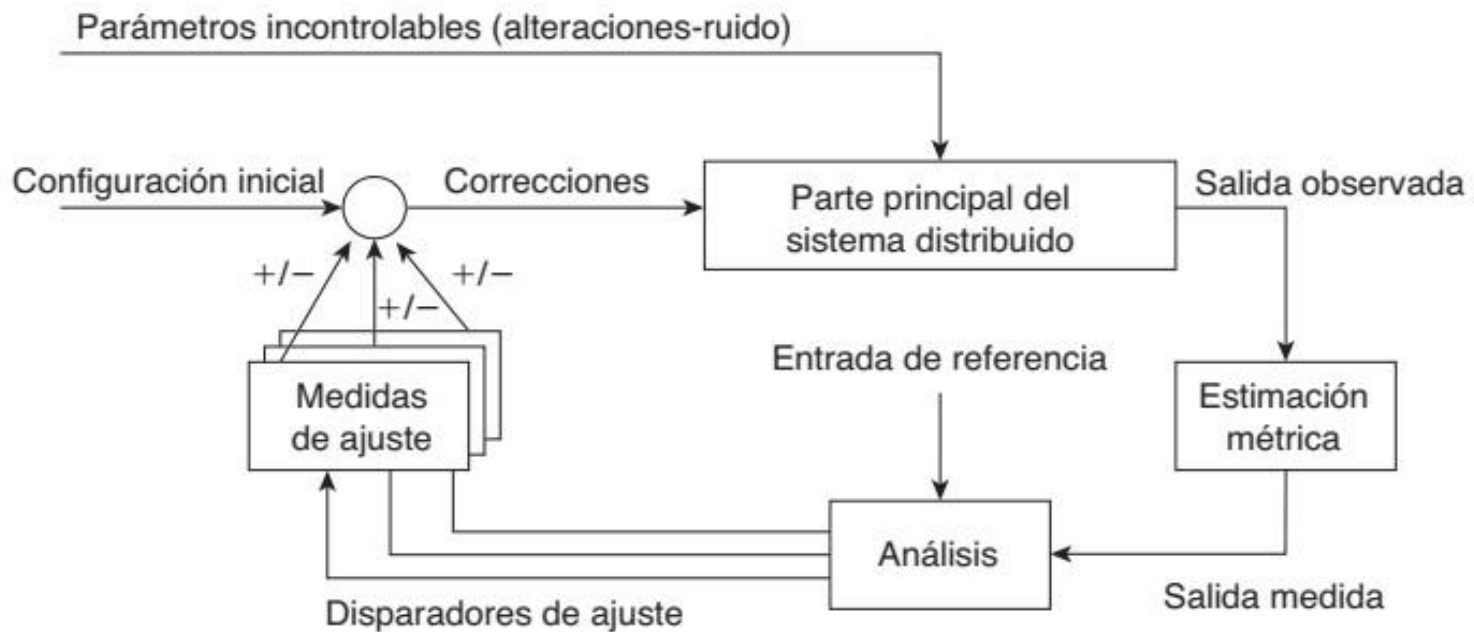 Parámetros incontrolables (alteraciones-ruido)
Configuración inicial
Correcciones
Parte principal del
sistema distribuido
Salida observada
+/−
+/−
+/−
Medidas
de ajuste
Entrada de referencia
Estimación
métrica
Análisis
Disparadores de ajuste
Salida medida